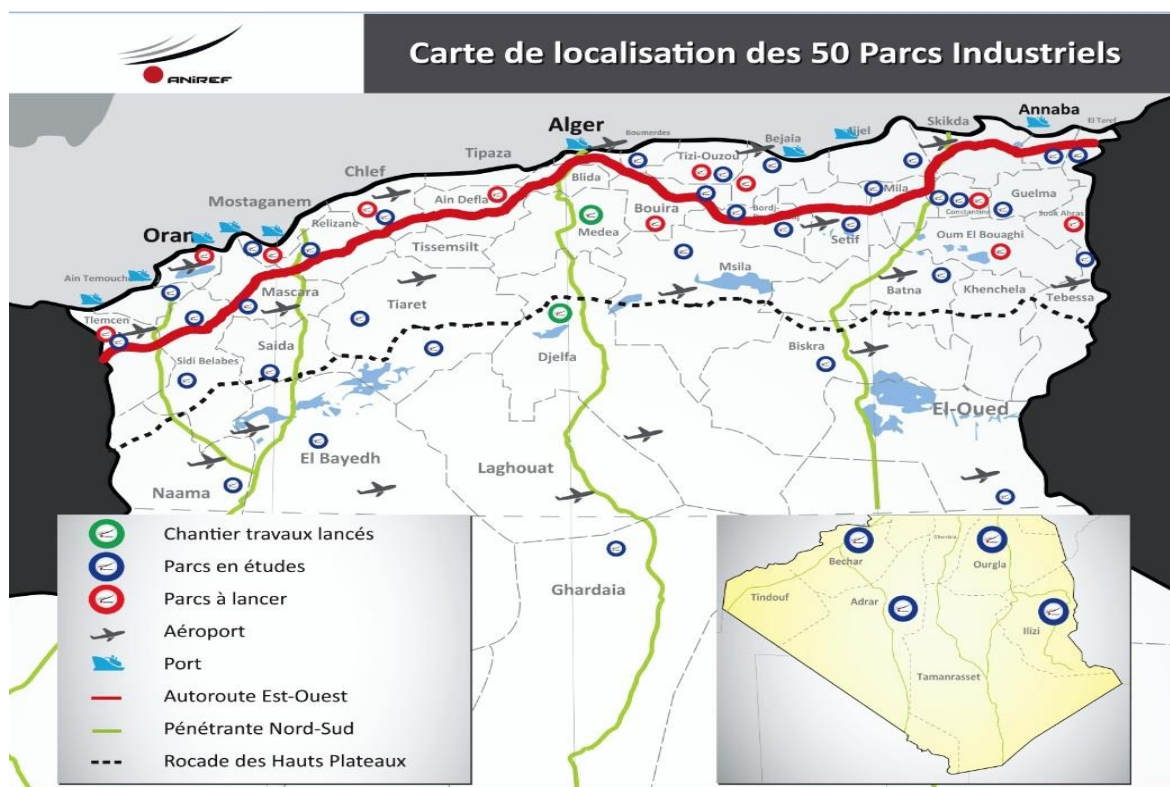 ANIREF
Carte de localisation des 50 Parcs Industriels
Annaba
El Taref
Skikda
Alger
Boumerdes
Bejaia
Jijel
Tipaza
Tizi-Ouzou
Chlef
Blida
Mila
Guelma
Mostaganem
Relizane
Ain Defla
Bouira
Bordj
Constantine
Souk Ahras
Medea
Setif
Oum El Bouaghi
Oran
Tissemsilt
Ain Temouchent
Msila
Mascara
Tiaret
Batna
Khenchela
Tebessa
Tlemcen
Saida
Sidi Belabes
Djelfa
Biskra
El-Oued
El Bayedh
Laghouat
Naama
Ghardaia
Chantier travaux lancés
Parcs en études
Parcs à lancer
Aéroport
Port
Autoroute Est-Ouest
Pénétrante Nord-Sud
Rocade des Hauts Plateaux
Bechar
Ghardaia
Ourgla
Tindouf
Adrar
Ilizi
Tamanrasset